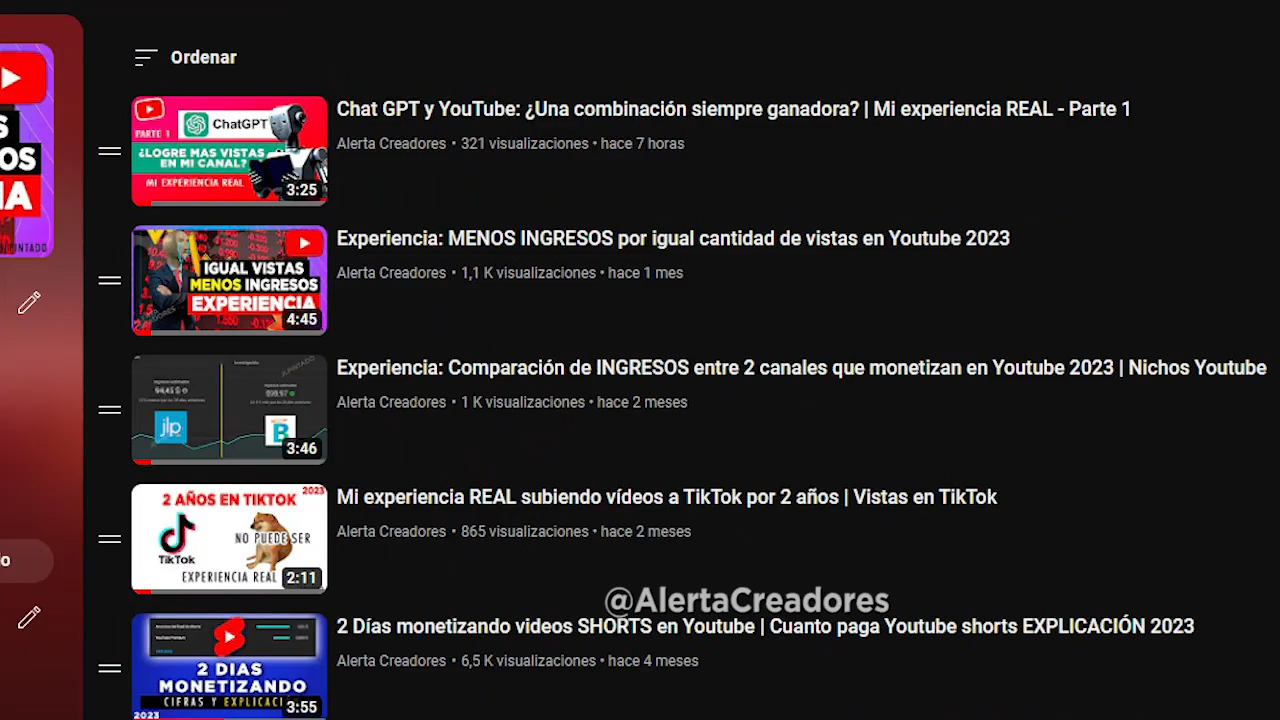 Ordenar
S
OS
IA
PINTADO
do
PARTE 1
ChatGPT
¿LOGRE MAS VISTAS
EN MI CANAL?
MI EXPERIENCIA REAL
3:25
Chat GPT y YouTube: ¿Una combinación siempre ganadora? | Mi experiencia REAL - Parte 1
Alerta Creadores • 321 visualizaciones • hace 7 horas
IGUAL VISTAS
MENOS INGRESOS
EXPERIENCIA
4:45
Experiencia: MENOS INGRESOS por igual cantidad de vistas en Youtube 2023
Alerta Creadores • 1,1 K visualizaciones • hace 1 mes
jlp
B
3:46
Experiencia: Comparación de INGRESOS entre 2 canales que monetizan en Youtube 2023 | Nichos Youtube
Alerta Creadores • 1 K visualizaciones • hace 2 meses
2 AÑOS EN TIKTOK 2023
NO PUEDE SER
TikTok
EXPERIENCIA REAL
2:11
Mi experiencia REAL subiendo vídeos a TikTok por 2 años | Vistas en TikTok
Alerta Creadores • 865 visualizaciones • hace 2 meses
@AlertaCreadores
2 DIAS
MONETIZANDO
CIFRAS Y EXPLICACI
2023
3:55
2 Días monetizando videos SHORTS en Youtube | Cuanto paga Youtube shorts EXPLICACIÓN 2023
Alerta Creadores • 6,5 K visualizaciones • hace 4 meses